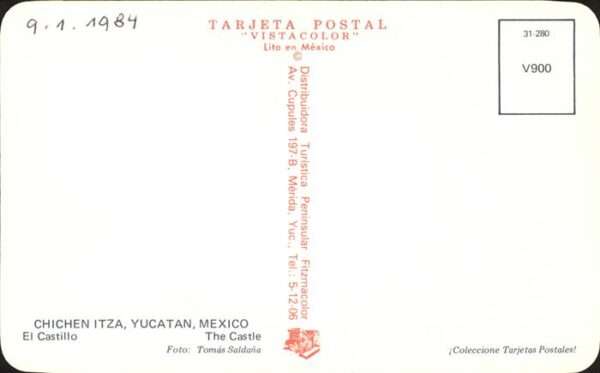 9.1.1984
TARJETA POSTAL
"VISTACOLOR"
Lito en México
31-280
V900
© Distribuidora Turística Peninsular Fitzmacolor
Av. Cupules 197-B, Mérida, Yuc., Tel.: 5-12-06
CHICHEN ITZA, YUCATAN, MEXICO
El Castillo The Castle
Foto: Tomás Saldaña
¡Coleccione Tarjetas Postales!